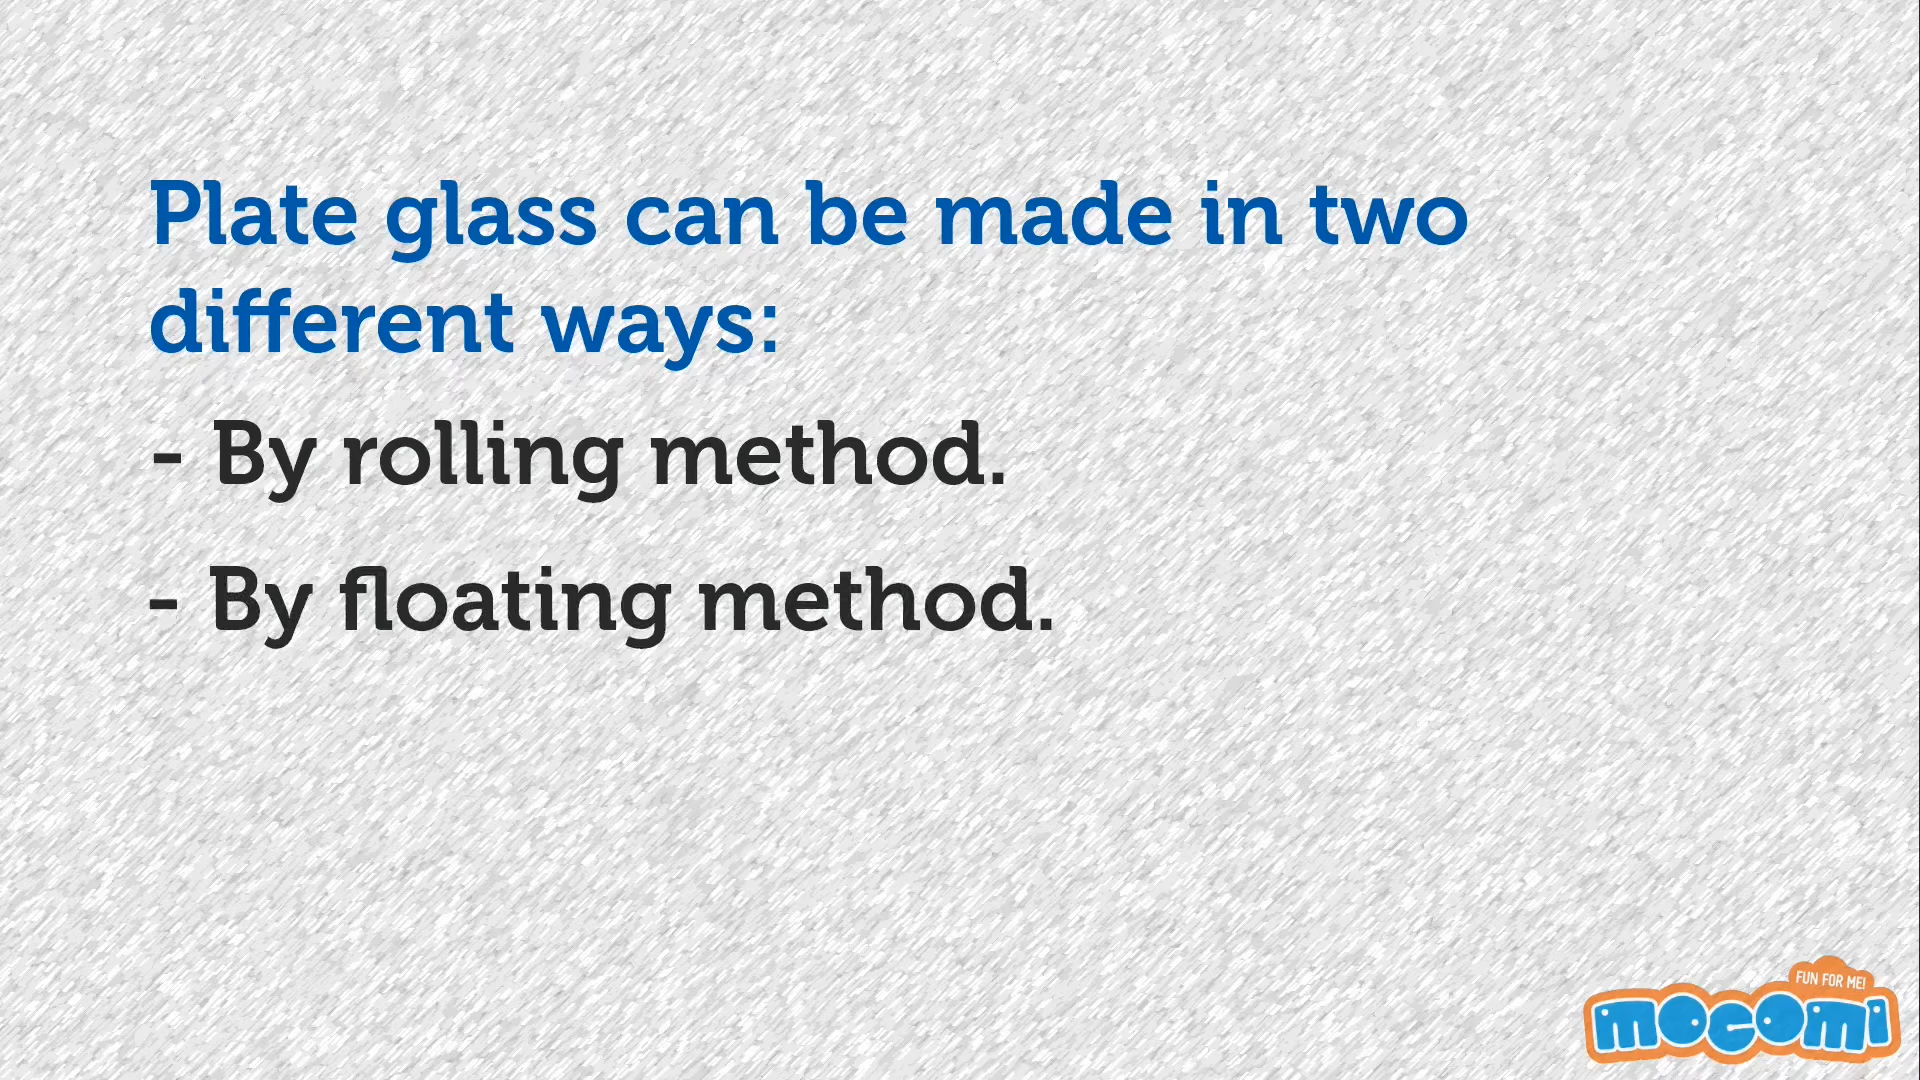 Plate glass can be made in two
different ways:
- By rolling method.
- By floating method.
FUN FOR ME!
mocomi